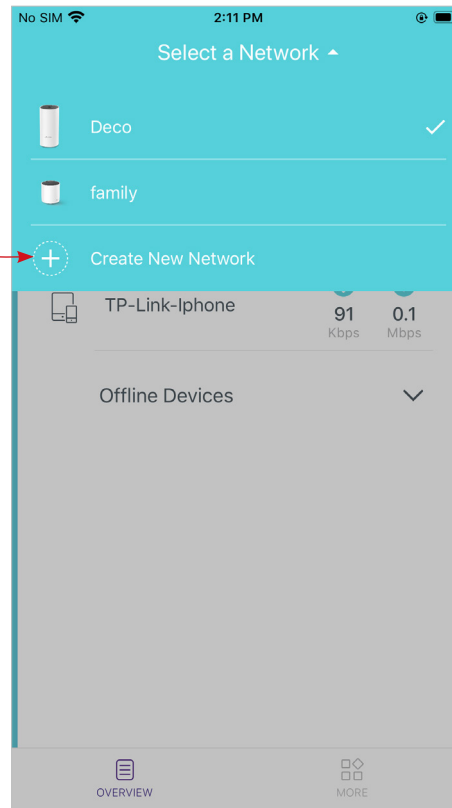 No SIM 2:11 PM
Select a Network
Deco
family
Create New Network
TP-Link-Iphone
91 0.1
Kbps Mbps
Offline Devices
OVERVIEW MORE